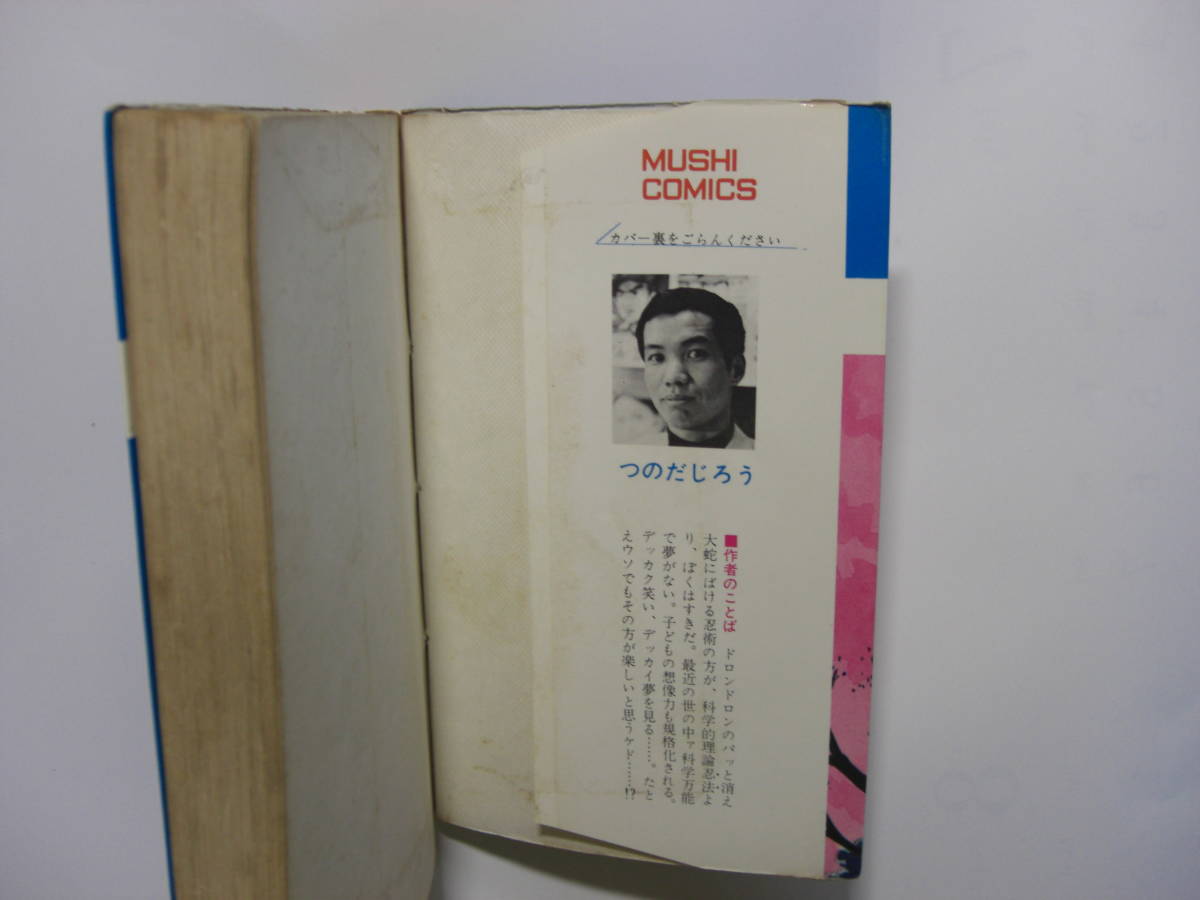 MUSHI
COMICS
カバー裏をごらんください
つのだじろう
■作者のことば ドロンドロンのパッと消え
大蛇にばける忍術の方が、科学的理論忍法よ
り、ぼくはすきだ。最近の世の中ァ科学万能
で夢がない。子どもの想像力も規格化される。
デッカク笑い、デッカイ夢を見る……。たと
えウソでもその方が楽しいと思うケド……!?